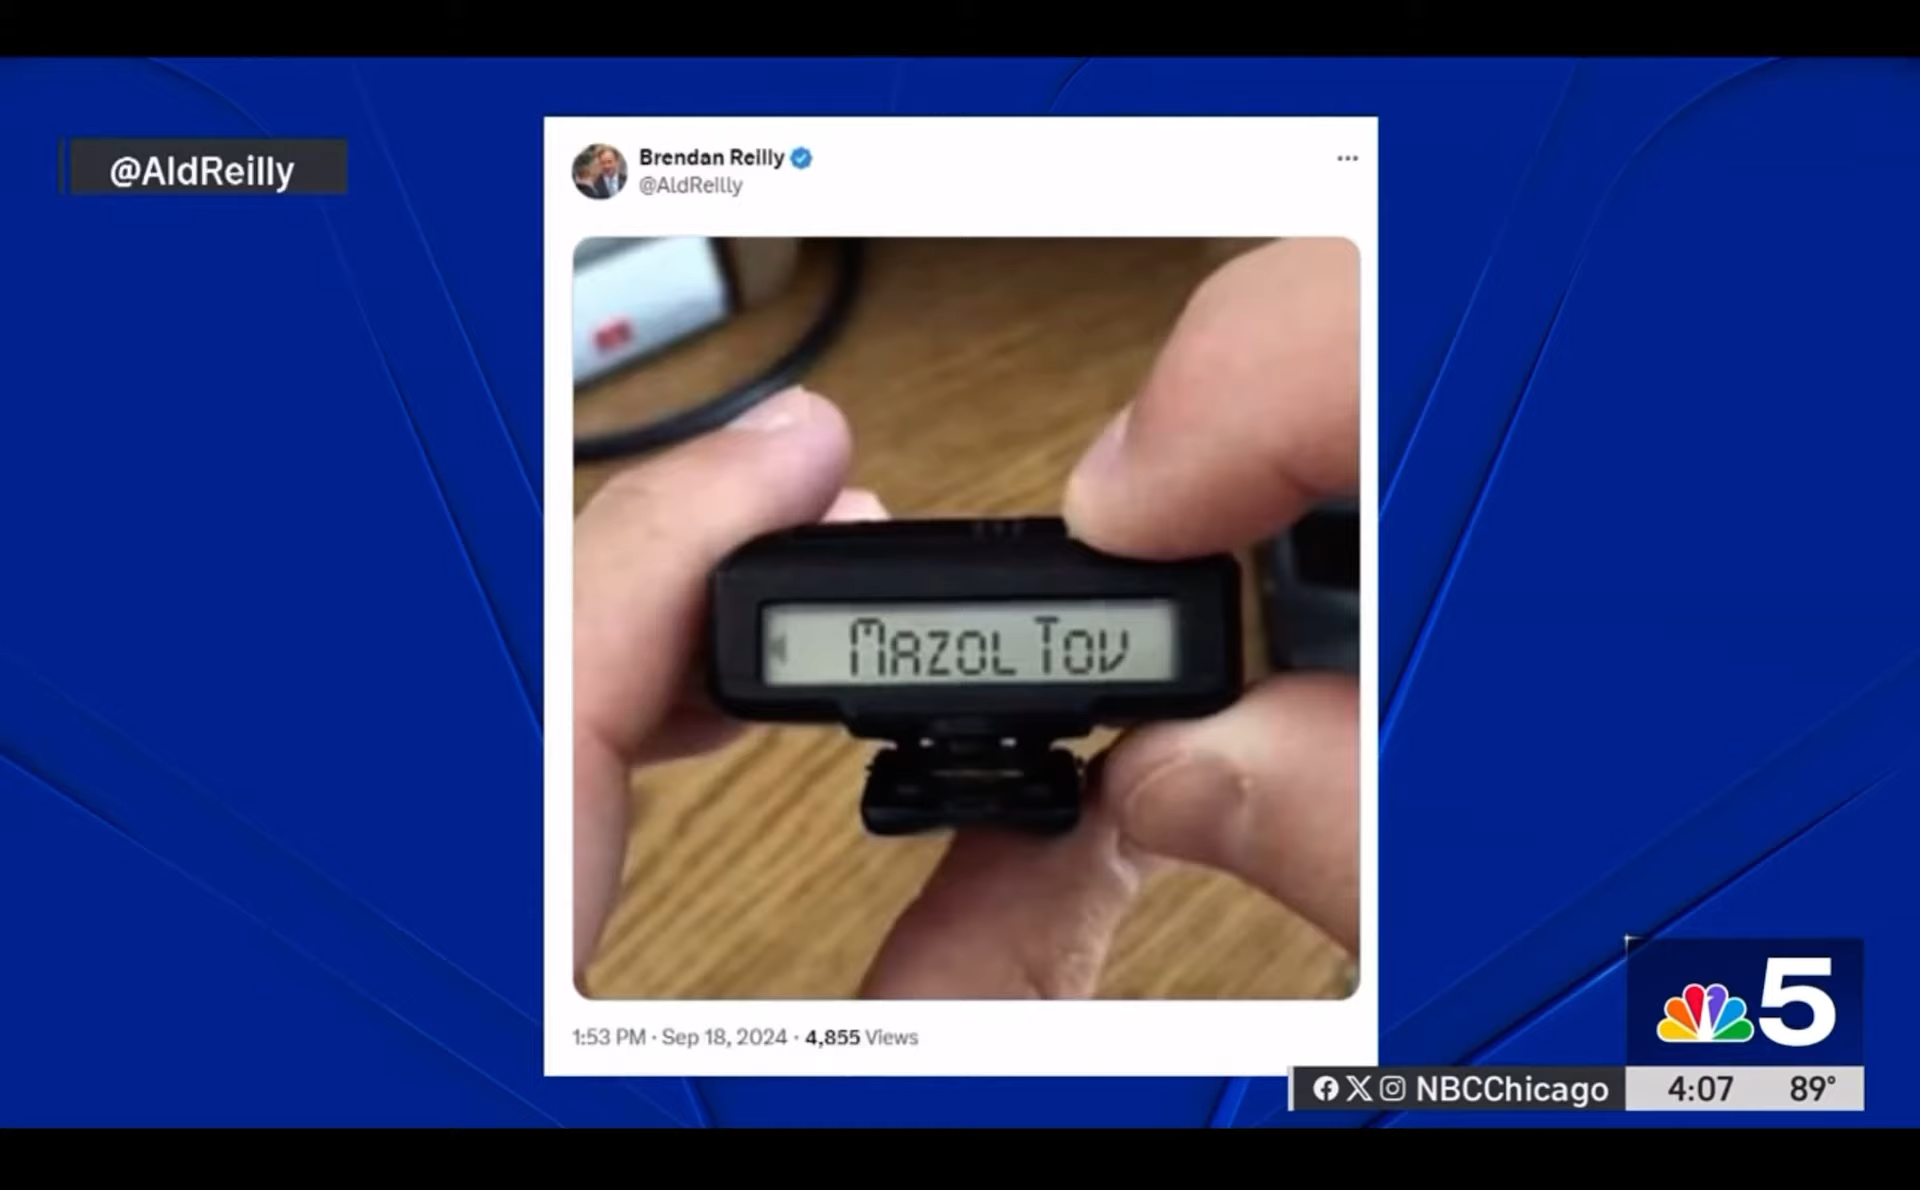 @AldReilly
Brendan Reilly
@AldReilly
MAZOL TOV
1:53 PM · Sep 18, 2024 · 4,855 Views
5
NBCChicago
4:07 89°